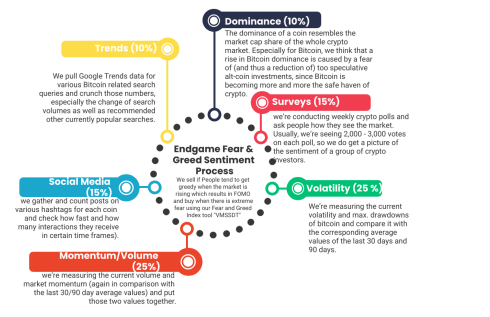 Dominance (10%)
The dominance of a coin resembles the
market cap share of the whole crypto
market. Especially for Bitcoin, we think that a
rise in Bitcoin dominance is caused by a fear
of (and thus a reduction of) too speculative
alt-coin investments, since Bitcoin is
becoming more and more the safe haven of
crypto.
Trends (10%)
We pull Google Trends data for
various Bitcoin related search
queries and crunch those numbers,
especially the change of search
volumes as well as recommended
other currently popular searches.
Surveys (15%)
we're conducting weekly crypto polls and
ask people how they see the market.
Usually, we're seeing 2,000 - 3,000 votes
on each poll, so we do get a picture of
the sentiment of a group of crypto
investors.
Endgame Fear &
Greed Sentiment
Process
We sell if People tend to get
greedy when the market is
rising which results in FOMO
and buy when there is extreme
fear using our Fear and Greed
Index tool "VMSSDT"
Social Media
(15%)
we gather and count posts on
various hashtags for each coin
and check how fast and how
many interactions they receive
in certain time frames).
Volatility (25 %)
We're measuring the current
volatility and max. drawdowns
of bitcoin and compare it with
the corresponding average
values of the last 30 days and
90 days.
Momentum/Volume
(25%)
we're measuring the current volume and
market momentum (again in comparison with
the last 30/90 day average values) and put
those two values together.